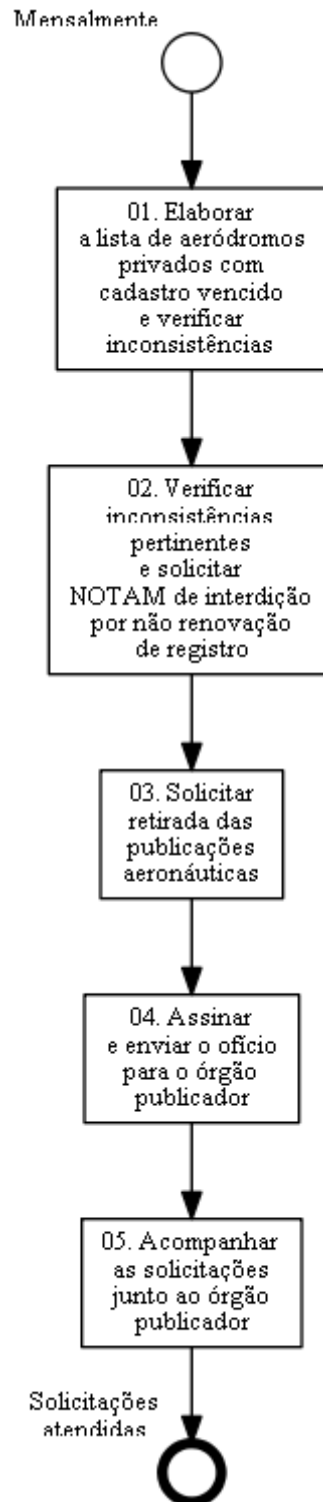 Mensalmente
01. Elaborar
a lista de aeródromos
privados com
cadastro vencido
e verificar
inconsistências
02. Verificar
inconsistências
pertinentes
e solicitar
NOTAM de interdição
por não renovação
de registro
03. Solicitar
retirada das
publicações
aeronáuticas
04. Assinar
e enviar o ofício
para o órgão
publicador
05. Acompanhar
as solicitações
junto ao órgão
publicador
Solicitações
atendidas